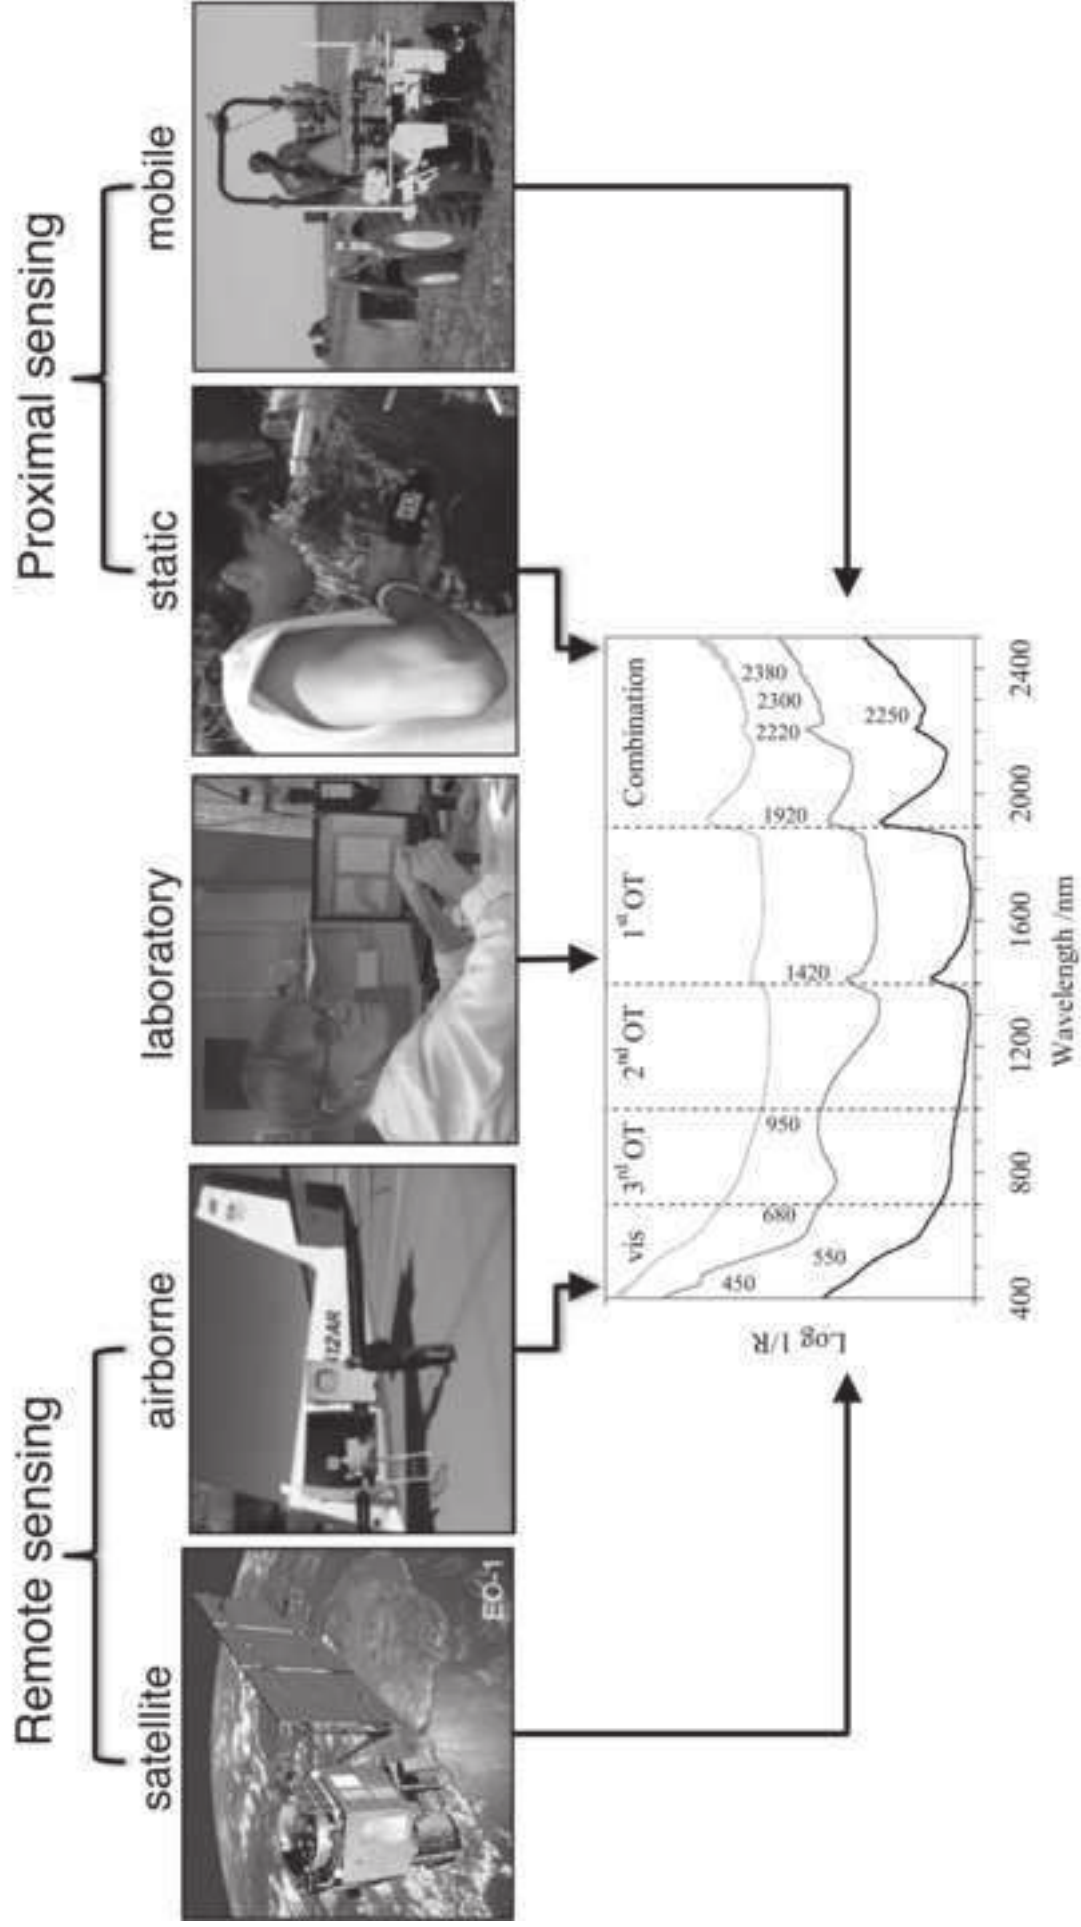 Remote sensing
Proximal sensing
satellite
airborne
laboratory
static
mobile
EO-1
12AR
vis
3rd OT
2nd OT
1st OT
Combination
450
550
680
950
1420
1920
2220
2300
2380
2250
Log 1/R
400
800
1200
1600
2000
2400
Wavelength /nm